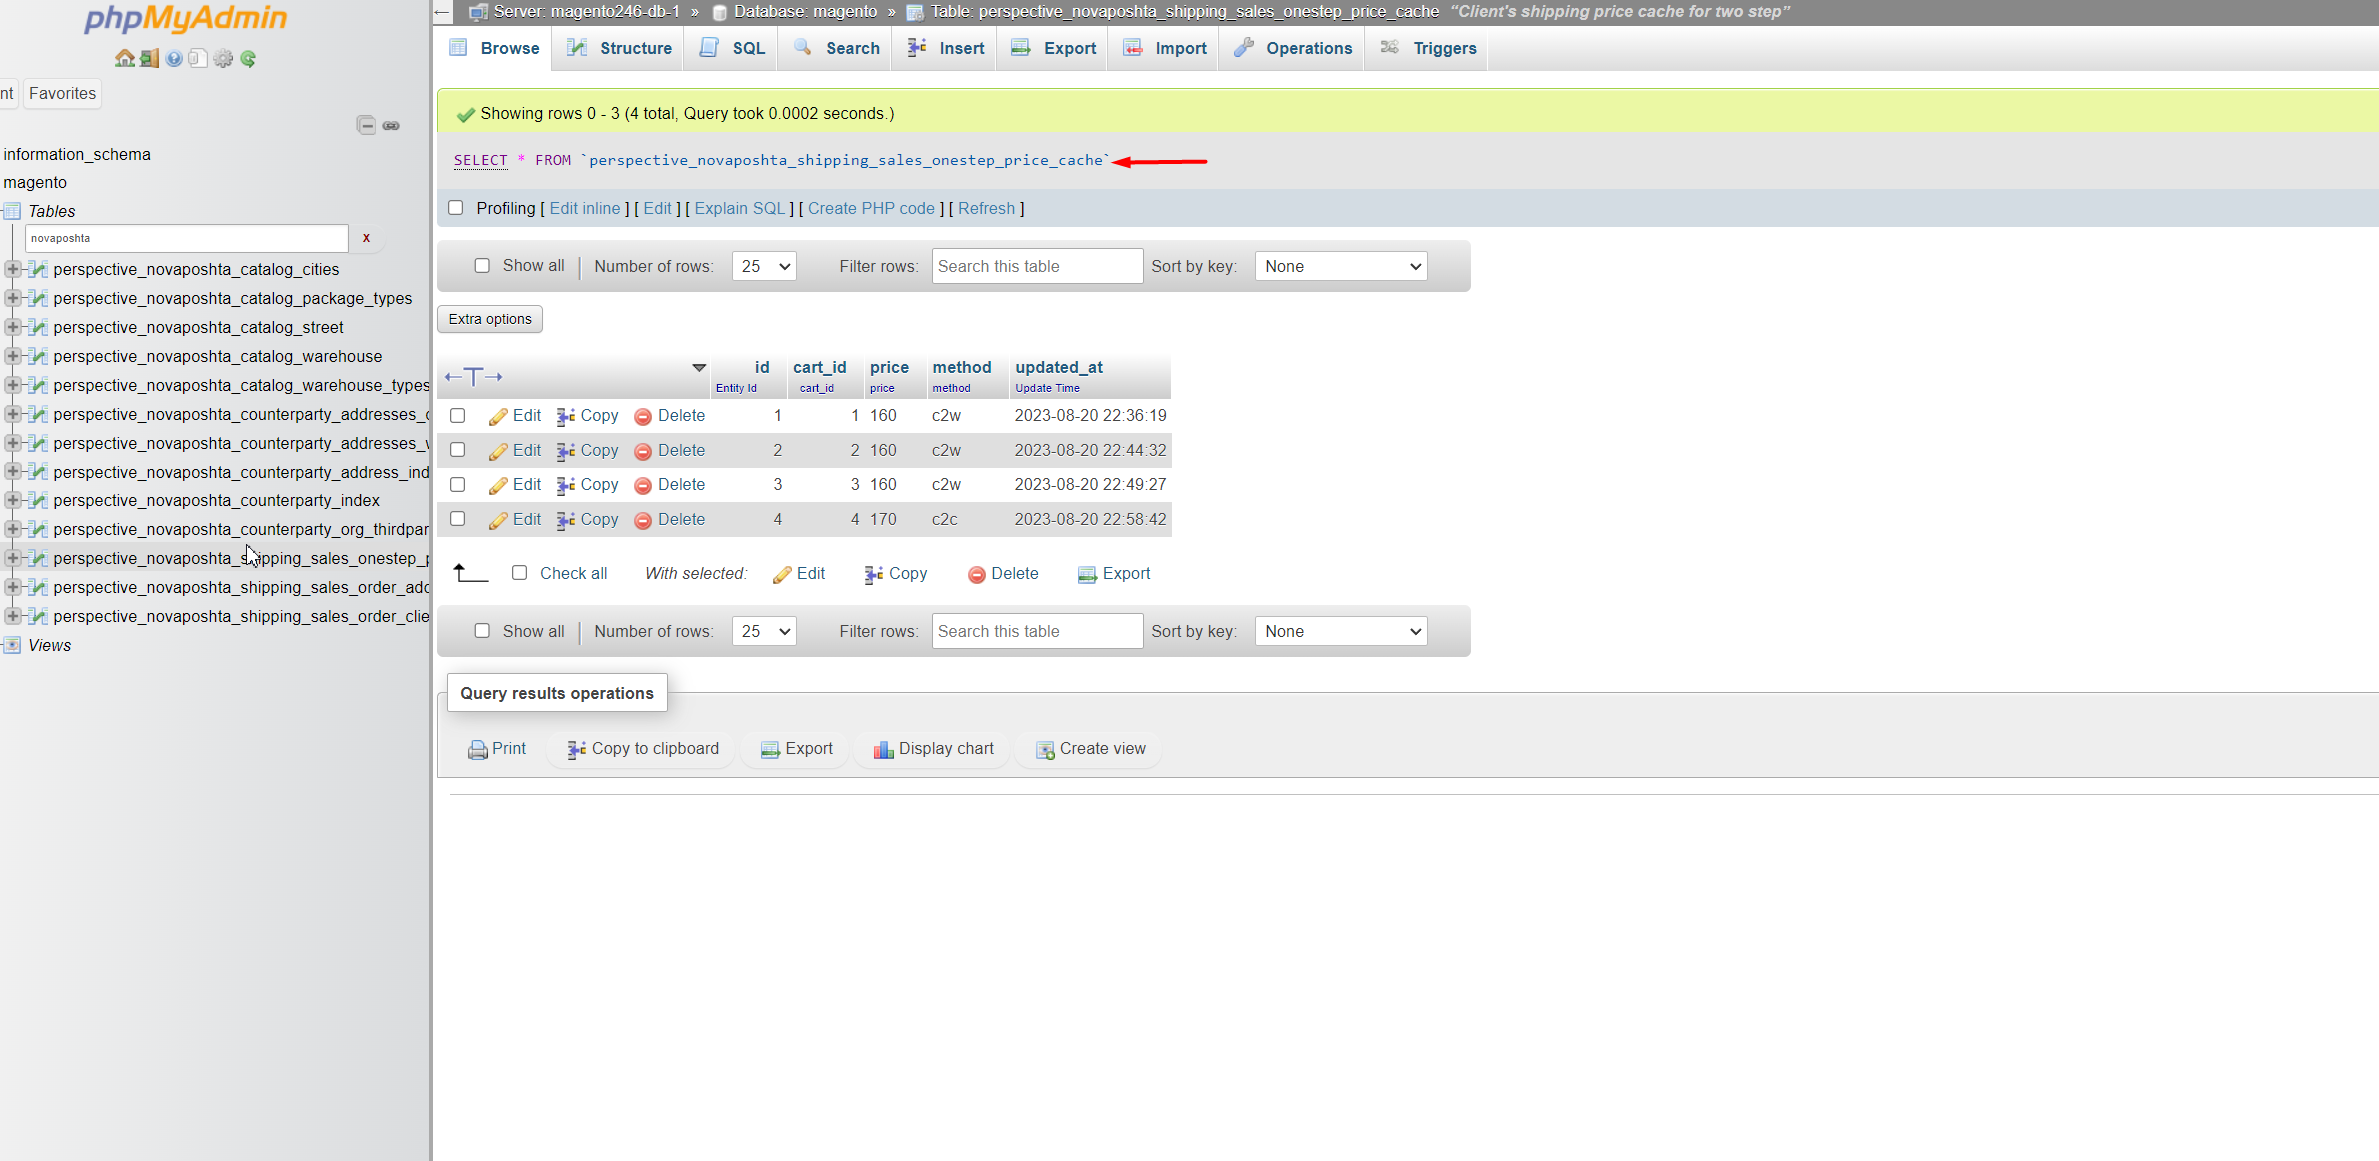 phpMyAdmin
nt Favorites
information_schema
magento
Tables
novaposhta X
perspective_novaposhta_catalog_cities
perspective_novaposhta_catalog_package_types
perspective_novaposhta_catalog_street
perspective_novaposhta_catalog_warehouse
perspective_novaposhta_catalog_warehouse_types
perspective_novaposhta_counterparty_addresses_c
perspective_novaposhta_counterparty_addresses_v
perspective_novaposhta_counterparty_address_ind
perspective_novaposhta_counterparty_index
perspective_novaposhta_counterparty_org_thirdpar
perspective_novaposhta_shipping_sales_onestep_p
perspective_novaposhta_shipping_sales_order_add
perspective_novaposhta_shipping_sales_order_clie
Views
← Server: magento246-db-1 » Database: magento » Table: perspective_novaposhta_shipping_sales_onestep_price_cache “Client's shipping price cache for two step”
Browse Structure SQL Search Insert Export Import Operations Triggers
Showing rows 0 - 3 (4 total, Query took 0.0002 seconds.)
SELECT * FROM `perspective_novaposhta_shipping_sales_onestep_price_cache`
Profiling [ Edit inline ] [ Edit ] [ Explain SQL ] [ Create PHP code ] [ Refresh ]
Show all | Number of rows: 25 Filter rows: Search this table Sort by key: None
Extra options
←T→ id cart_id price method updated_at
Entity Id cart_id price method Update Time
Edit Copy Delete 1 1 160 c2w 2023-08-20 22:36:19
Edit Copy Delete 2 2 160 c2w 2023-08-20 22:44:32
Edit Copy Delete 3 3 160 c2w 2023-08-20 22:49:27
Edit Copy Delete 4 4 170 c2c 2023-08-20 22:58:42
Check all With selected: Edit Copy Delete Export
Show all | Number of rows: 25 Filter rows: Search this table Sort by key: None
Query results operations
Print Copy to clipboard Export Display chart Create view